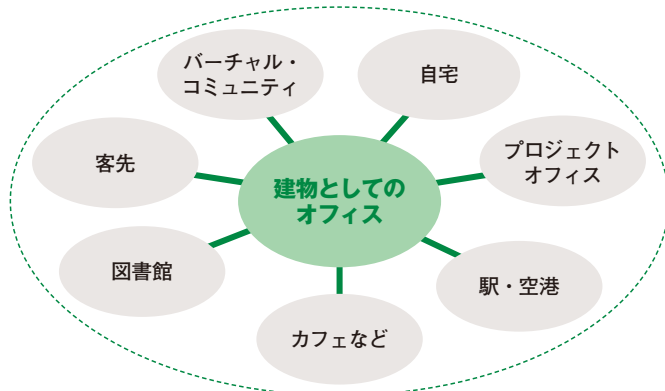 バーチャル・
コミュニティ
自宅
客先
プロジェクト
オフィス
建物としての
オフィス
図書館
駅・空港
カフェなど